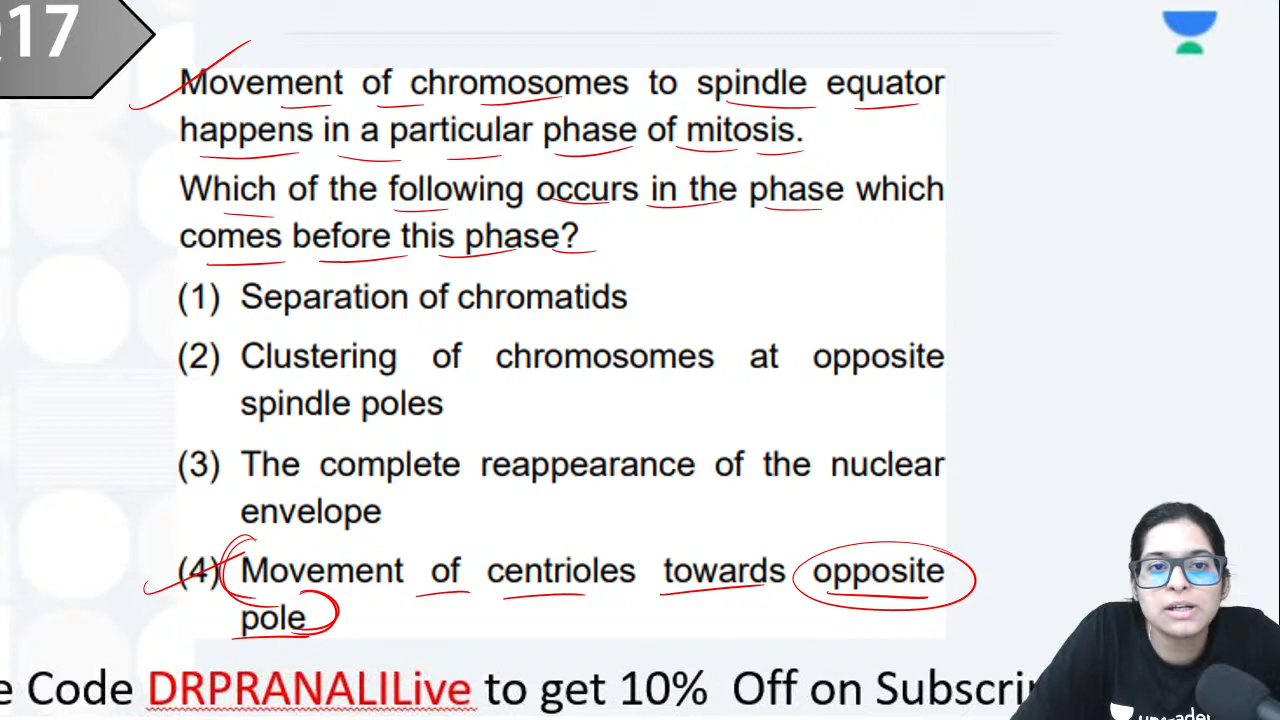 17
Movement of chromosomes to spindle equator
happens in a particular phase of mitosis.
Which of the following occurs in the phase which
comes before this phase?
(1) Separation of chromatids
(2) Clustering of chromosomes at opposite
spindle poles
(3) The complete reappearance of the nuclear
envelope
(4) Movement of centrioles towards opposite
pole
e Code DRPRANALILive to get 10% Off on